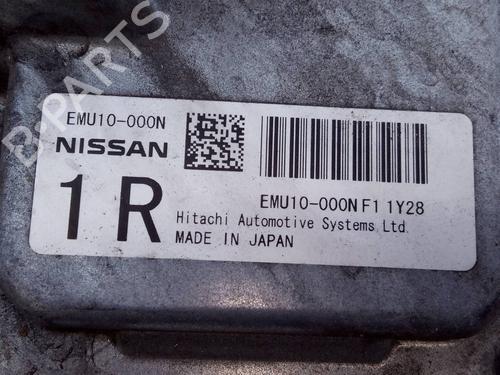 EMU10-000N
NISSAN
1R
EMU10-000N F1 1Y28
Hitachi Automotive Systems Ltd.
MADE IN JAPAN